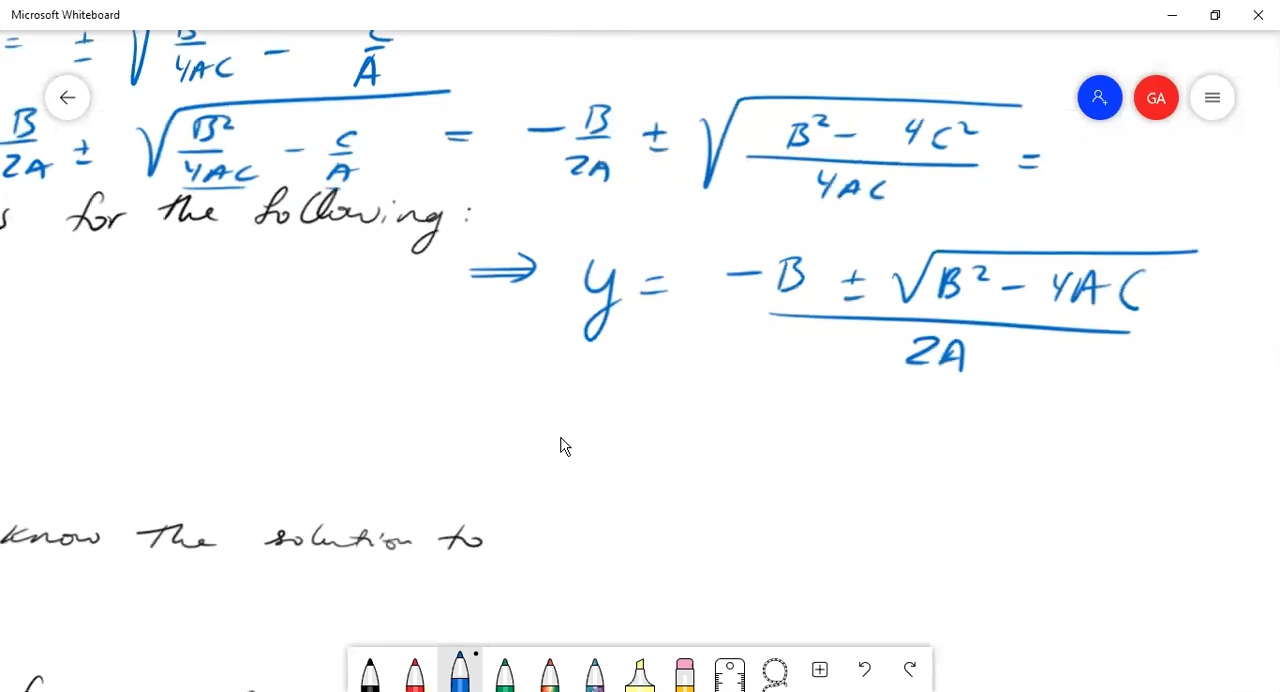 Microsoft Whiteboard
= ± √ B/4AC - C/A
GA
B/2A ± √(B²/4AC - C/A) = -B/2A ± √((B² - 4C²)/4AC) =
s for the following:
⟹ y = (-B ± √(B² - 4AC))/2A
know the solution to